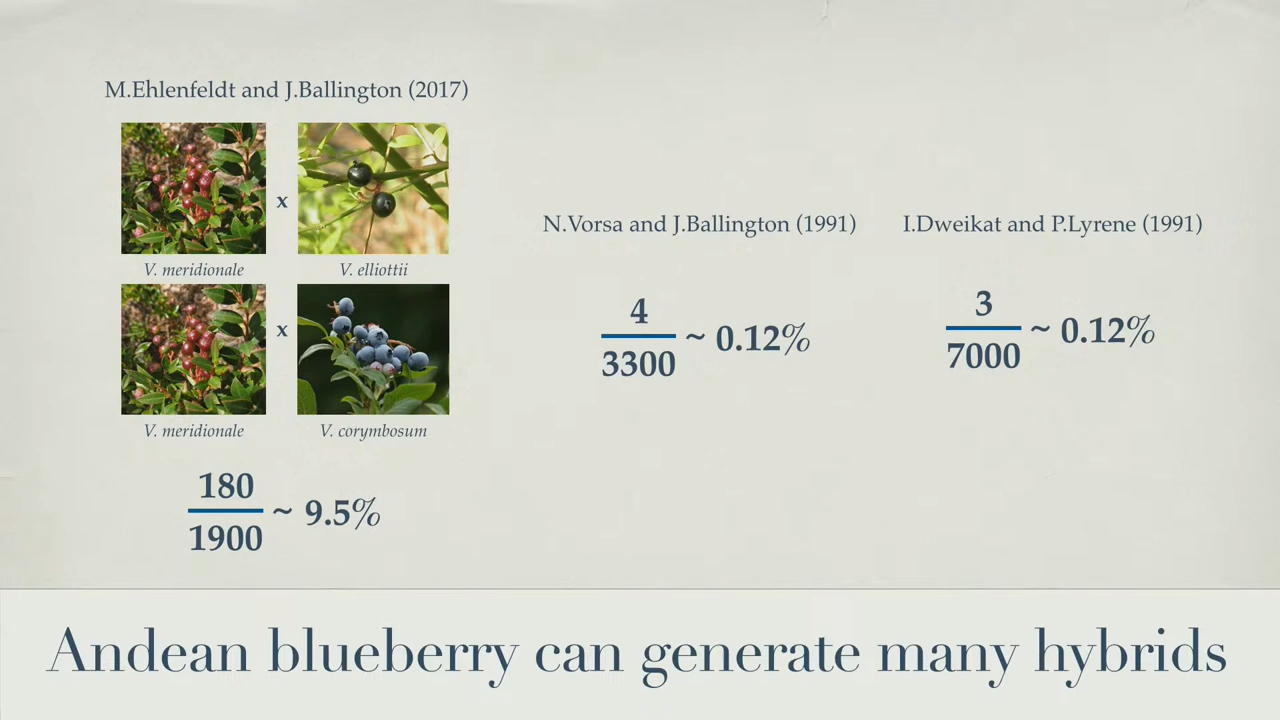 M.Ehlenfeldt and J.Ballington (2017)
x
V. meridionale
V. elliottii
x
V. meridionale
V. corymbosum
180
1900
~ 9.5%
N.Vorsa and J.Ballington (1991)
4
3300
~ 0.12%
I.Dweikat and P.Lyrene (1991)
3
7000
~ 0.12%
Andean blueberry can generate many hybrids